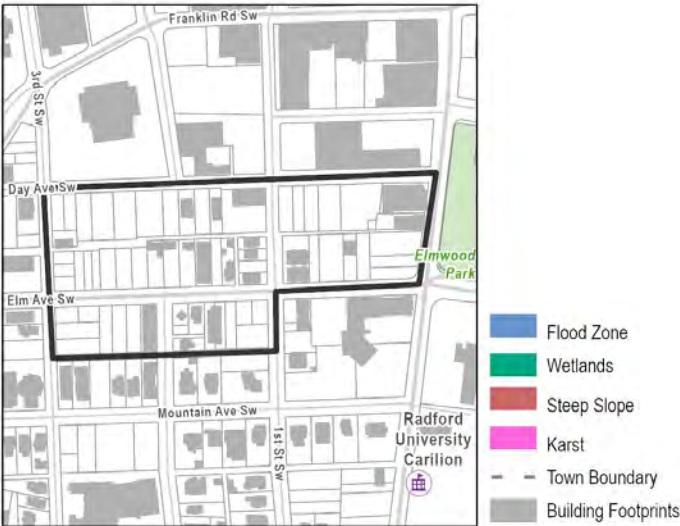 Franklin Rd Sw
3rd St Sw
Day Ave Sw
Elmwood
Park
Elm Ave Sw
Mountain Ave Sw
1st St Sw
Radford
University
Carilion
Flood Zone
Wetlands
Steep Slope
Karst
Town Boundary
Building Footprints